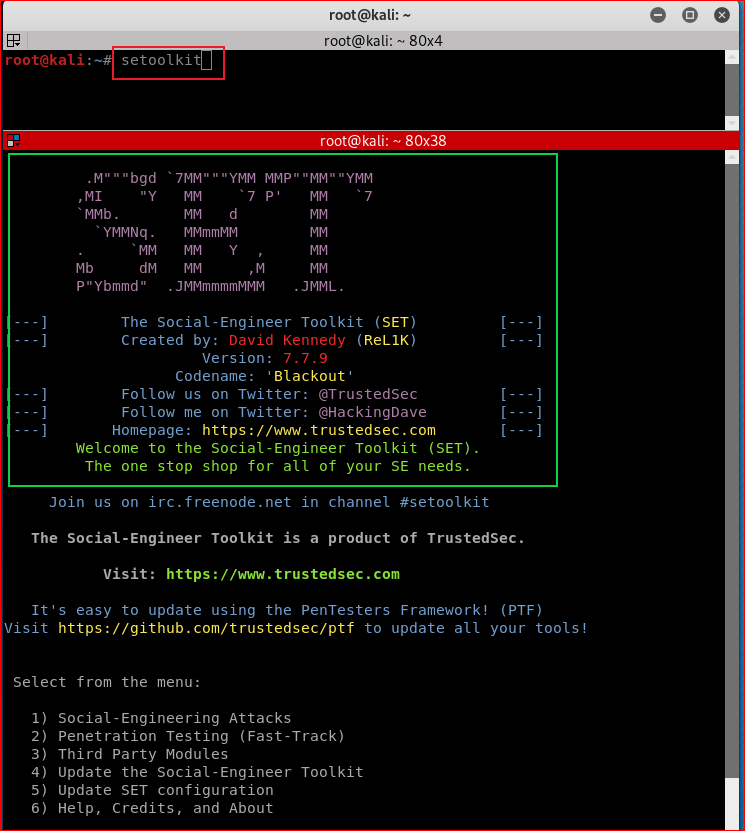 root@kali: ~
root@kali: ~ 80x4
root@kali:~# setoolkit
root@kali: ~ 80x38
.M"""bgd `7MM"""YMM MMP""MM""YMM
,MI    "Y   MM    `7 P'   MM   `7
`MMb.       MM   d        MM
  `YMMNq.   MMmmMM        MM
.     `MM   MM   Y  ,     MM
Mb     dM   MM     ,M     MM
P"Ybmmd"  .JMMmmmmMMM   .JMML.
[---]        The Social-Engineer Toolkit (SET)         [---]
[---]        Created by: David Kennedy (ReL1K)         [---]
Version: 7.7.9
Codename: 'Blackout'
[---]        Follow us on Twitter: @TrustedSec         [---]
[---]        Follow me on Twitter: @HackingDave        [---]
[---]       Homepage: https://www.trustedsec.com       [---]
Welcome to the Social-Engineer Toolkit (SET).
The one stop shop for all of your SE needs.
Join us on irc.freenode.net in channel #setoolkit
The Social-Engineer Toolkit is a product of TrustedSec.
Visit: https://www.trustedsec.com
It's easy to update using the PenTesters Framework! (PTF)
Visit https://github.com/trustedsec/ptf to update all your tools!
Select from the menu:
1) Social-Engineering Attacks
2) Penetration Testing (Fast-Track)
3) Third Party Modules
4) Update the Social-Engineer Toolkit
5) Update SET configuration
6) Help, Credits, and About